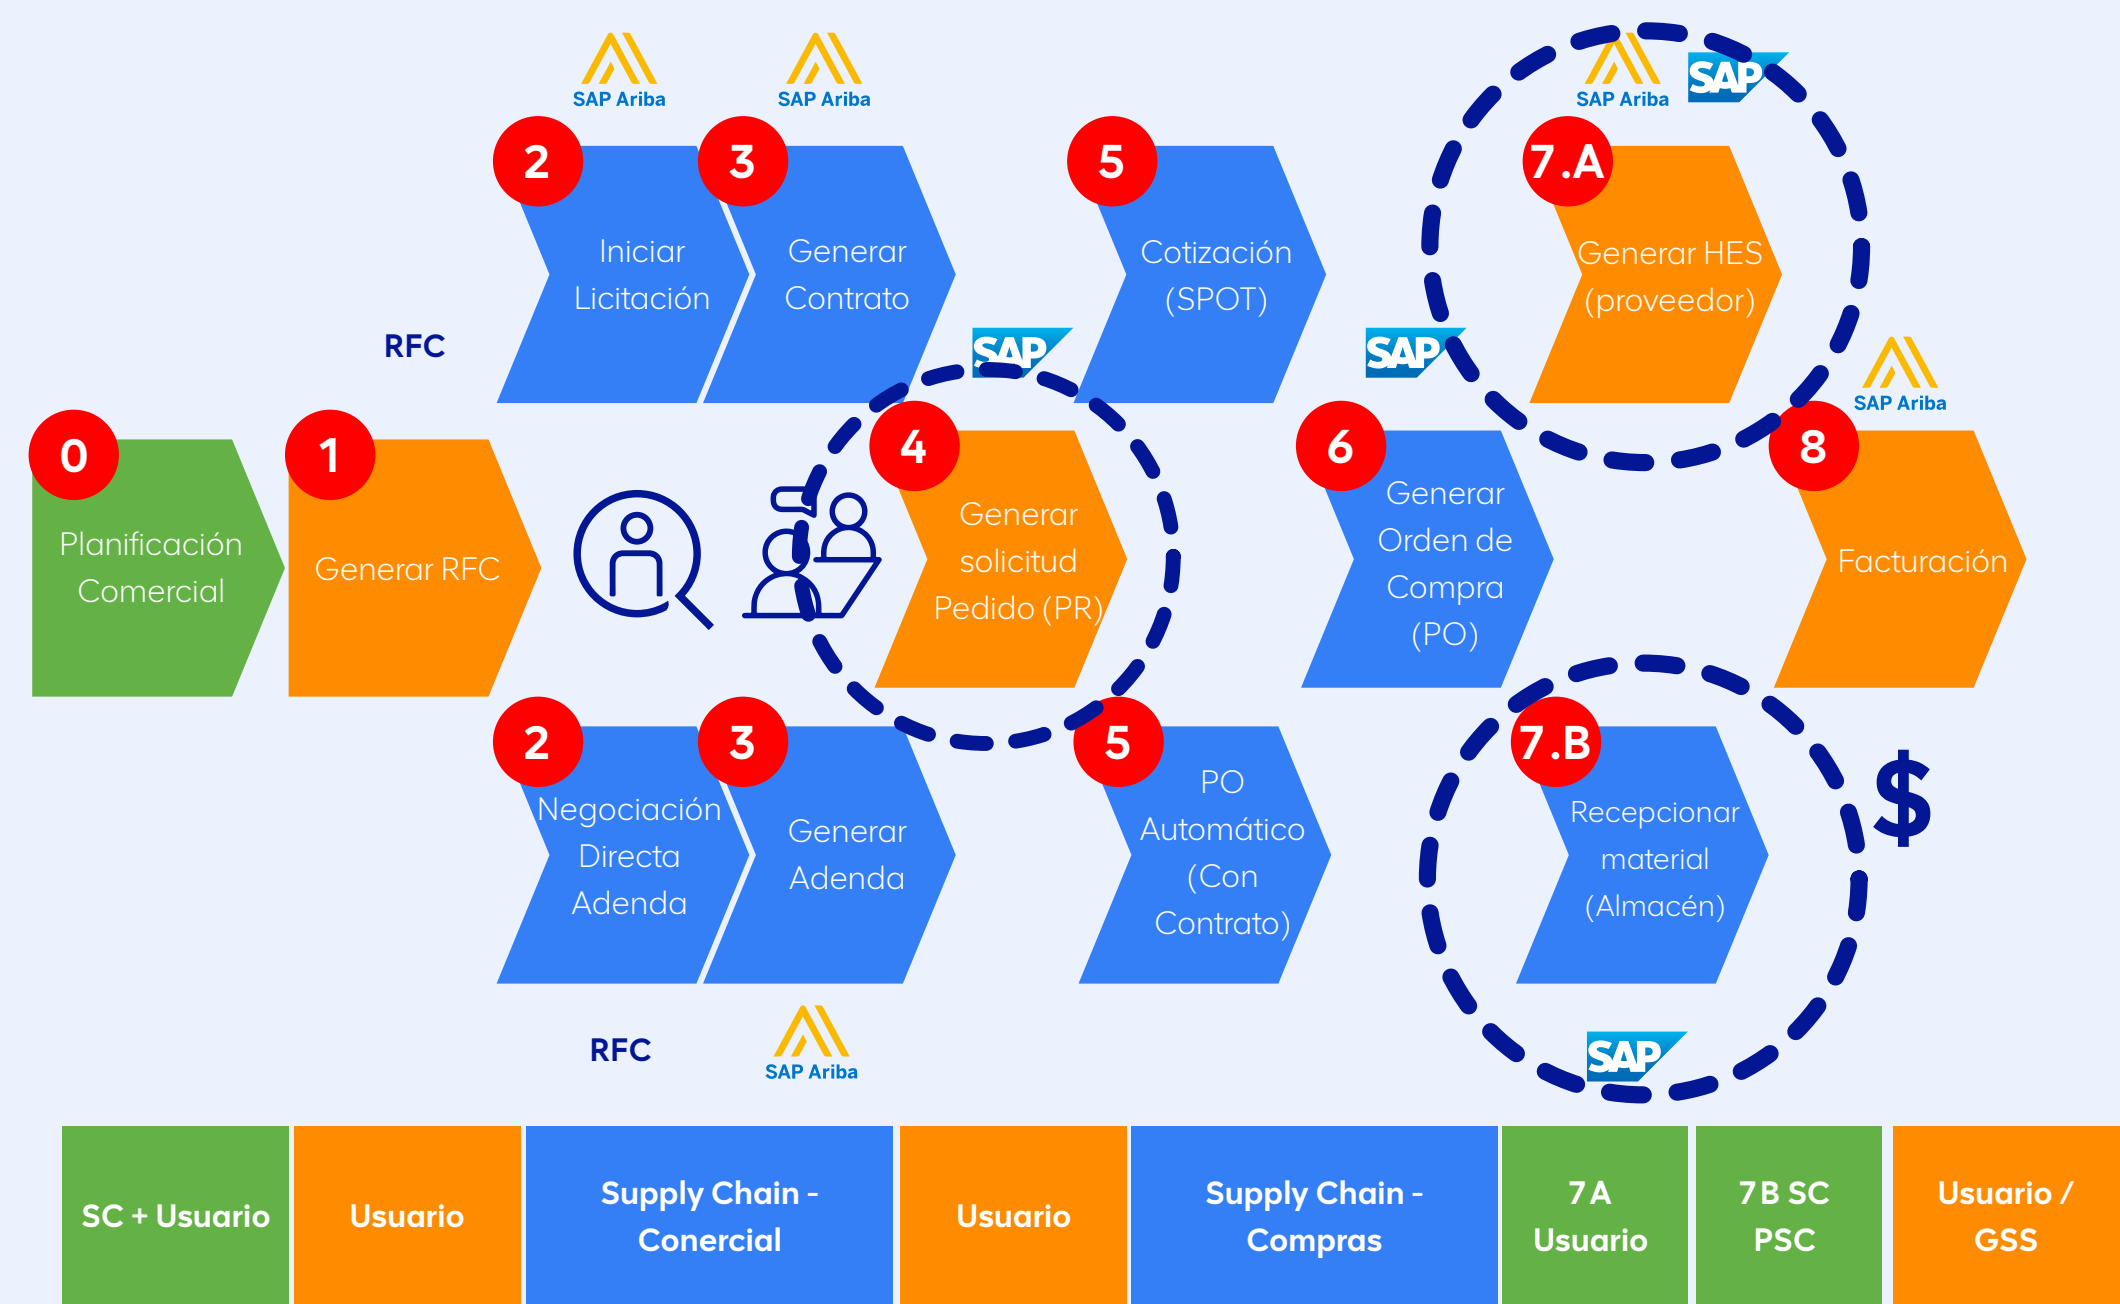 SAP Ariba
SAP Ariba
SAP Ariba
SAP
2
3
5
7.A
Iniciar
Licitación
Generar
Contrato
Cotización
(SPOT)
Generar HES
(proveedor)
RFC
SAP
SAP
SAP Ariba
0
1
4
6
8
Planificación
Comercial
Generar RFC
Generar
solicitud
Pedido (PR)
Generar
Orden de
Compra
(PO)
Facturación
2
3
5
7.B
Negociación
Directa
Adenda
Generar
Adenda
PO
Automático
(Con
Contrato)
Recepcionar
material
(Almacén)
$
RFC
SAP Ariba
SAP
SC + Usuario
Usuario
Supply Chain -
Conercial
Usuario
Supply Chain -
Compras
7A
Usuario
7B SC
PSC
Usuario /
GSS